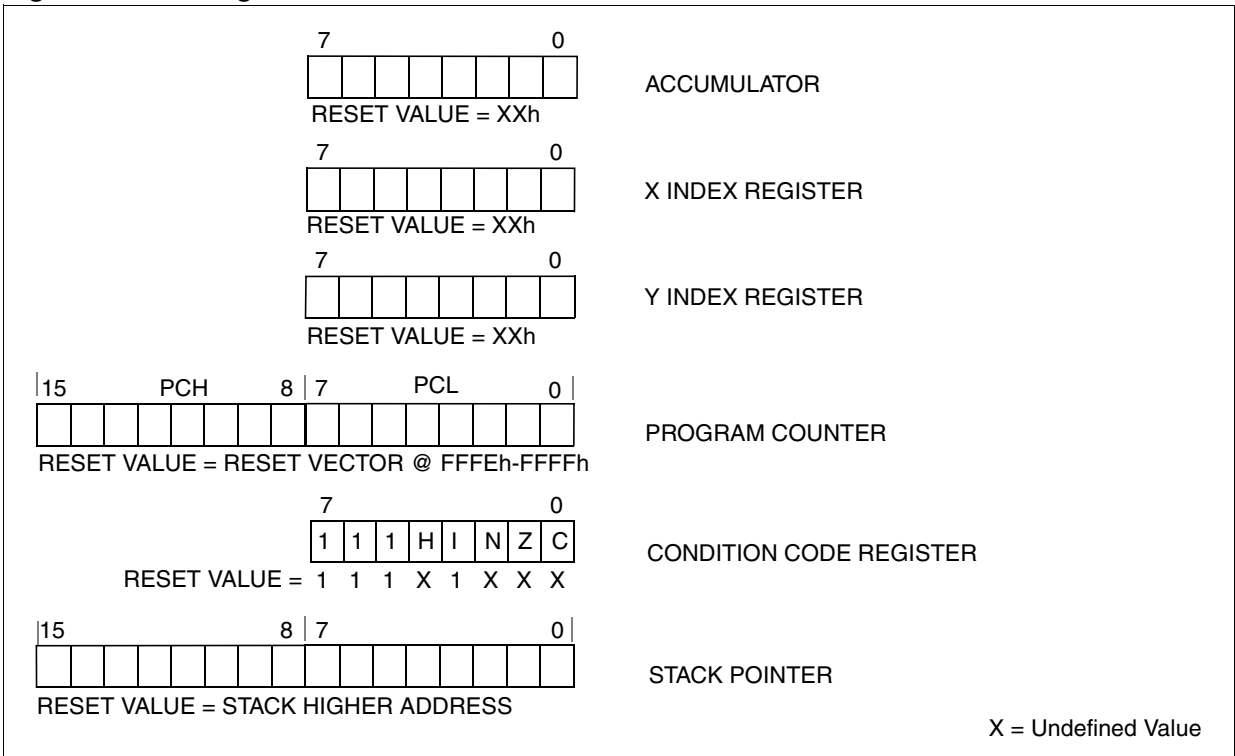 7 0
ACCUMULATOR
RESET VALUE = XXh
7 0
X INDEX REGISTER
RESET VALUE = XXh
7 0
Y INDEX REGISTER
RESET VALUE = XXh
15 PCH 8 7 PCL 0
PROGRAM COUNTER
RESET VALUE = RESET VECTOR @ FFFEh-FFFFh
7 0
1 1 1 H I N Z C
CONDITION CODE REGISTER
RESET VALUE = 1 1 1 X 1 X X X
15 8 7 0
STACK POINTER
RESET VALUE = STACK HIGHER ADDRESS
X = Undefined Value